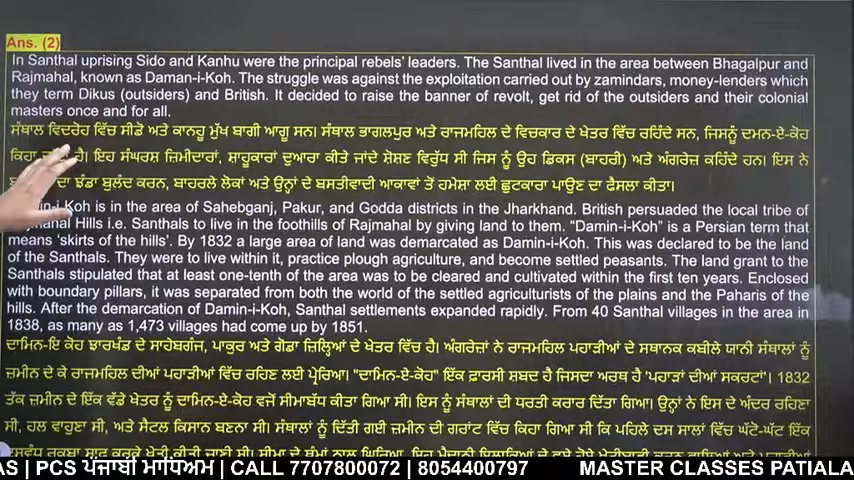 Ans. (2)
In Santhal uprising Sido and Kanhu were the principal rebels' leaders. The Santhal lived in the area between Bhagalpur and
Rajmahal, known as Daman-i-Koh. The struggle was against the exploitation carried out by zamindars, money-lenders which
they term Dikus (outsiders) and British. It decided to raise the banner of revolt, get rid of the outsiders and their colonial
masters once and for all.
ਸੰਥਾਲ ਵਿਦਰੋਹ ਵਿੱਚ ਸੀਡੋ ਅਤੇ ਕਾਨਹੂ ਮੁੱਖ ਬਾਗੀ ਆਗੂ ਸਨ। ਸੰਥਾਲ ਭਾਗਲਪੁਰ ਅਤੇ ਰਾਜਮਹਿਲ ਦੇ ਵਿਚਕਾਰ ਦੇ ਖੇਤਰ ਵਿੱਚ ਰਹਿੰਦੇ ਸਨ, ਜਿਸਨੂੰ ਦਮਨ-ਏ-ਕੋਹ
ਕਿਹਾ ਹੈ। ਇਹ ਸੰਘਰਸ਼ ਜ਼ਿਮੀਦਾਰਾਂ, ਸ਼ਾਹੂਕਾਰਾਂ ਦੁਆਰਾ ਕੀਤੇ ਜਾਂਦੇ ਸ਼ੋਸ਼ਣ ਵਿਰੁੱਧ ਸੀ ਜਿਸ ਨੂੰ ਉਹ ਡਿਕਸ (ਬਾਹਰੀ) ਅਤੇ ਅੰਗਰੇਜ਼ ਕਹਿੰਦੇ ਹਨ। ਇਸ ਨੇ
ਦਾ ਝੰਡਾ ਬੁਲੰਦ ਕਰਨ, ਬਾਹਰਲੇ ਲੋਕਾਂ ਅਤੇ ਉਨ੍ਹਾਂ ਦੇ ਬਸਤੀਵਾਦੀ ਆਕਾਵਾਂ ਤੋਂ ਹਮੇਸ਼ਾ ਲਈ ਛੁਟਕਾਰਾ ਪਾਉਣ ਦਾ ਫੈਸਲਾ ਕੀਤਾ।
Koh is in the area of Sahebganj, Pakur, and Godda districts in the Jharkhand. British persuaded the local tribe of
Hills i.e. Santhals to live in the foothills of Rajmahal by giving land to them. "Damin-i-Koh" is a Persian term that
means 'skirts of the hills'. By 1832 a large area of land was demarcated as Damin-i-Koh. This was declared to be the land
of the Santhals. They were to live within it, practice plough agriculture, and become settled peasants. The land grant to the
Santhals stipulated that at least one-tenth of the area was to be cleared and cultivated within the first ten years. Enclosed
with boundary pillars, it was separated from both the world of the settled agriculturists of the plains and the Paharis of the
hills. After the demarcation of Damin-i-Koh, Santhal settlements expanded rapidly. From 40 Santhal villages in the area in
1838, as many as 1,473 villages had come up by 1851.
ਦਾਮਿਨ-ਇ ਕੋਹ ਝਾਰਖੰਡ ਦੇ ਸਾਹੇਬਗੰਜ, ਪਾਕੁਰ ਅਤੇ ਗੋਡਾ ਜ਼ਿਲ੍ਹਿਆਂ ਦੇ ਖੇਤਰ ਵਿੱਚ ਹੈ। ਅੰਗਰੇਜ਼ਾਂ ਨੇ ਰਾਜਮਹਿਲ ਪਹਾੜੀਆਂ ਦੇ ਸਥਾਨਕ ਕਬੀਲੇ ਯਾਨੀ ਸੰਥਾਲਾਂ ਨੂੰ
ਜ਼ਮੀਨ ਦੇ ਕੇ ਰਾਜਮਹਿਲ ਦੀਆਂ ਪਹਾੜੀਆਂ ਵਿੱਚ ਰਹਿਣ ਲਈ ਪ੍ਰੇਰਿਆ। "ਦਾਮਿਨ-ਏ-ਕੋਹ" ਇੱਕ ਫ਼ਾਰਸੀ ਸ਼ਬਦ ਹੈ ਜਿਸਦਾ ਅਰਥ ਹੈ 'ਪਹਾੜਾਂ ਦੀਆਂ ਸਕਰਟਾਂ'। 1832
ਤੱਕ ਜ਼ਮੀਨ ਦੇ ਇੱਕ ਵੱਡੇ ਖੇਤਰ ਨੂੰ ਦਾਮਿਨ-ਏ-ਕੋਹ ਵਜੋਂ ਸੀਮਾਬੱਧ ਕੀਤਾ ਗਿਆ ਸੀ। ਇਸ ਨੂੰ ਸੰਥਾਲਾਂ ਦੀ ਧਰਤੀ ਕਰਾਰ ਦਿੱਤਾ ਗਿਆ। ਉਨ੍ਹਾਂ ਨੇ ਇਸ ਦੇ ਅੰਦਰ ਰਹਿਣਾ
ਸੀ, ਹਲ ਵਾਹੁਣਾ ਸੀ, ਅਤੇ ਸੈਟਲ ਕਿਸਾਨ ਬਣਨਾ ਸੀ। ਸੰਥਾਲਾਂ ਨੂੰ ਦਿੱਤੀ ਗਈ ਜ਼ਮੀਨ ਦੀ ਗਰਾਂਟ ਵਿੱਚ ਕਿਹਾ ਗਿਆ ਸੀ ਕਿ ਪਹਿਲੇ ਦਸ ਸਾਲਾਂ ਵਿੱਚ ਘੱਟੋ-ਘੱਟ ਇੱਕ
AS | PCS ਪੰਜਾਬੀ ਮਾਧਿਅਮ | CALL 7707800072 | 8054400797 MASTER CLASSES PATIALA